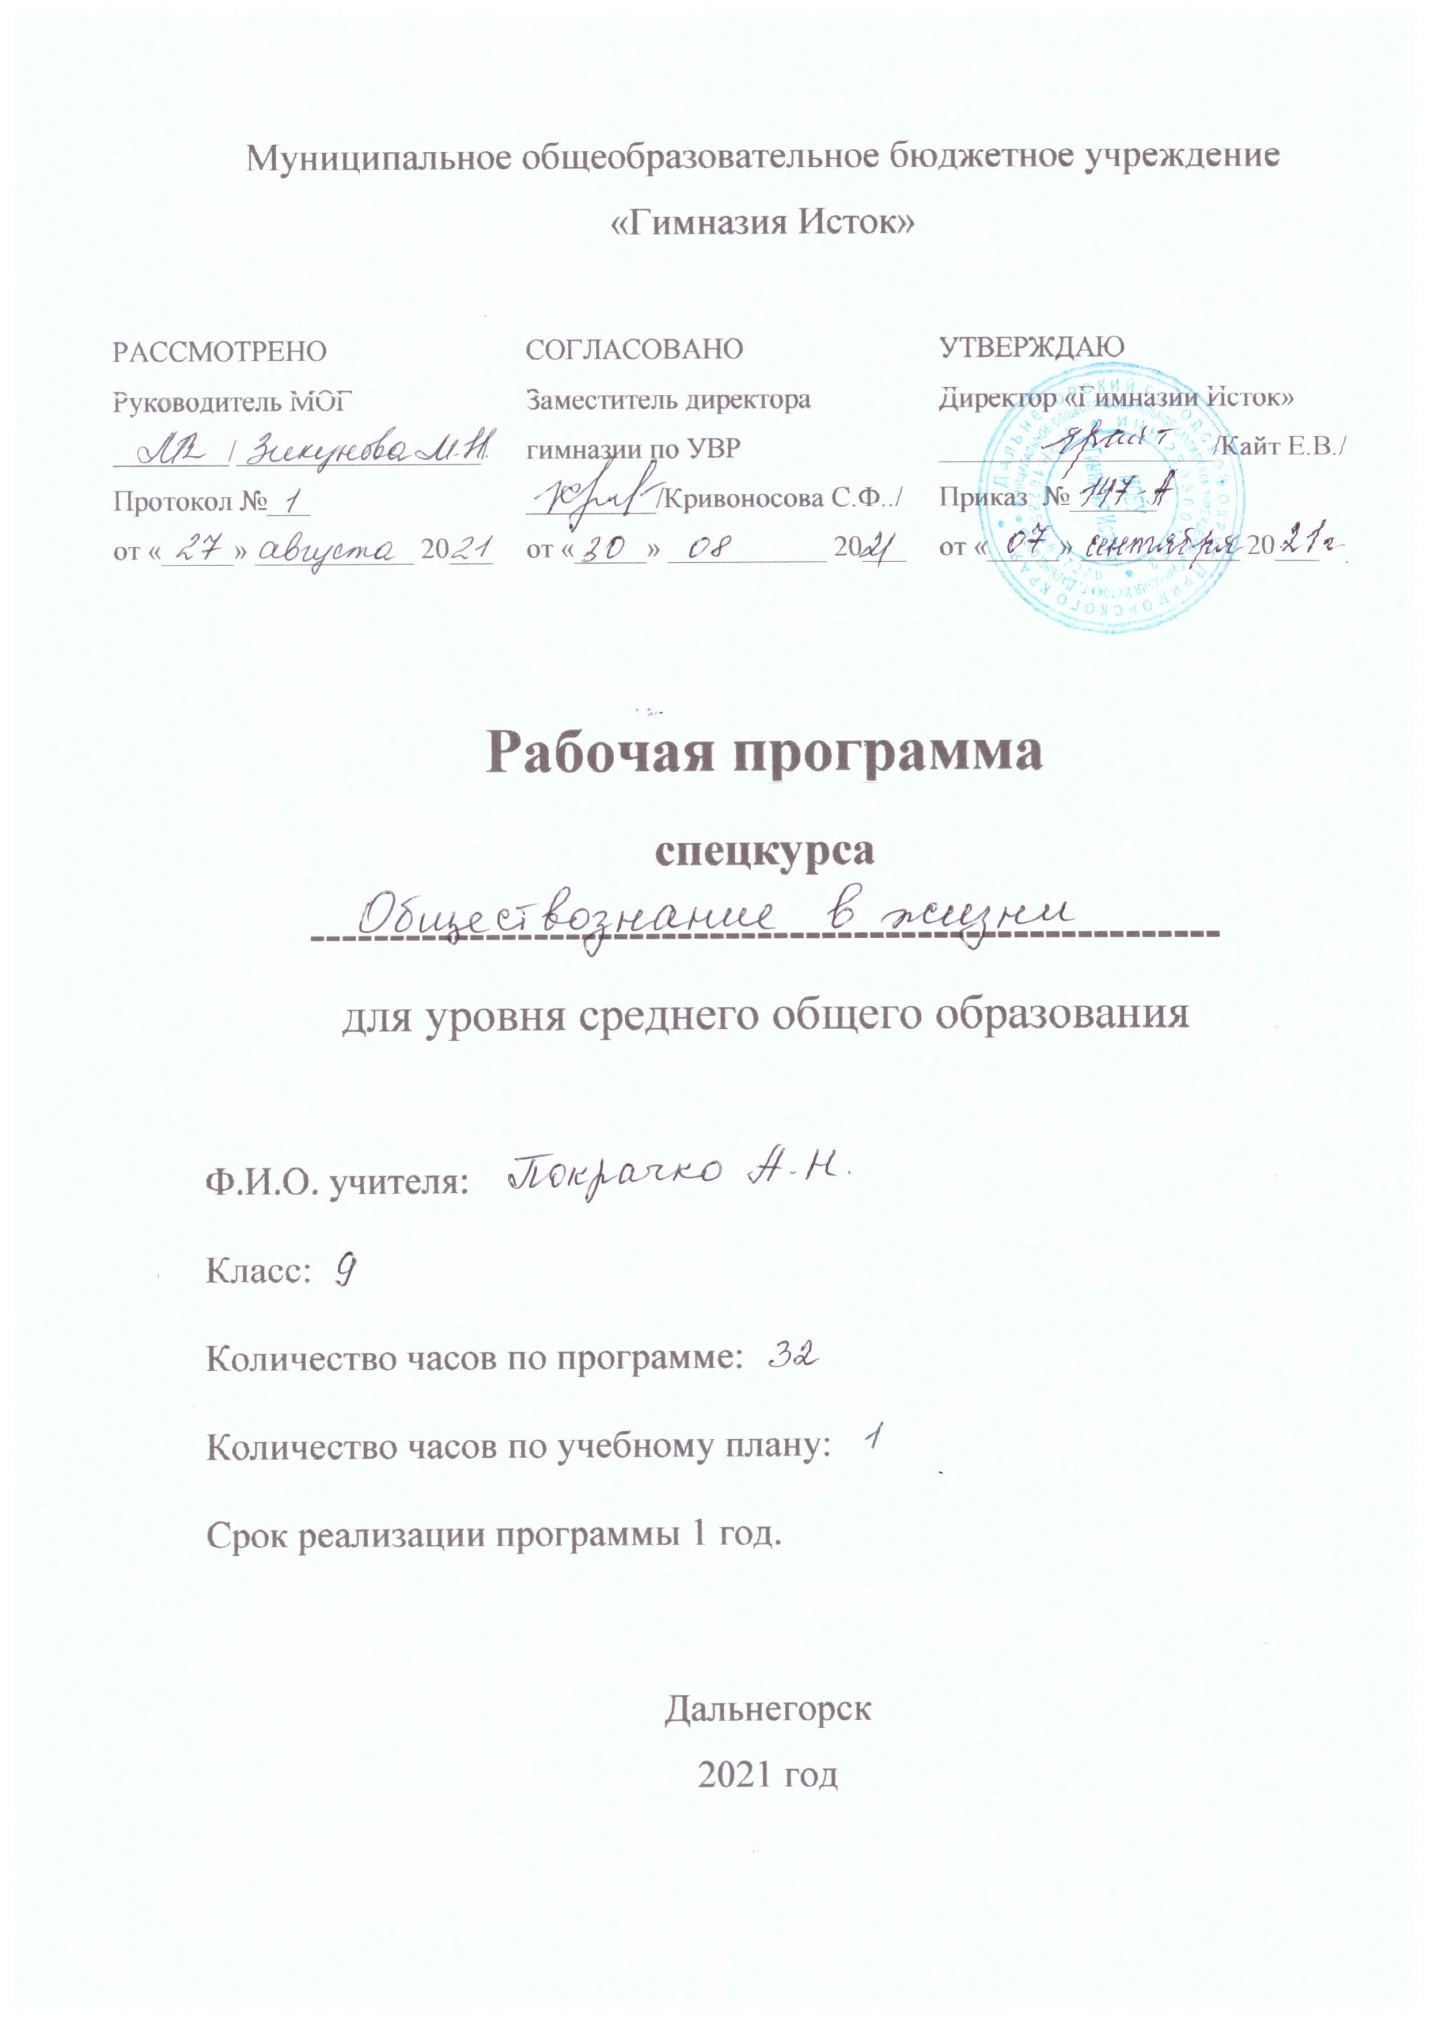 Муниципальное общеобразовательное бюджетное учреждение
«Гимназия Исток»
РАССМОТРЕНО
Руководитель МОГ
/ Зикунова М.Н.
Протокол № 1
от « 27 » августа 2021
СОГЛАСОВАНО
Заместитель директора
гимназии по УВР
/Кривоносова С.Ф../
от « 30 » 08 2021
УТВЕРЖДАЮ
Директор «Гимназии Исток»
/Кайт Е.В./
Приказ № 147-А
от « 07 » сентября 2021 г
Рабочая программа
спецкурса
Обществознание в жизни
для уровня среднего общего образования
Ф.И.О. учителя: Покрачко А.Н.
Класс: 9
Количество часов по программе: 32
Количество часов по учебному плану: 1
Срок реализации программы 1 год.
Дальнегорск
2021 год